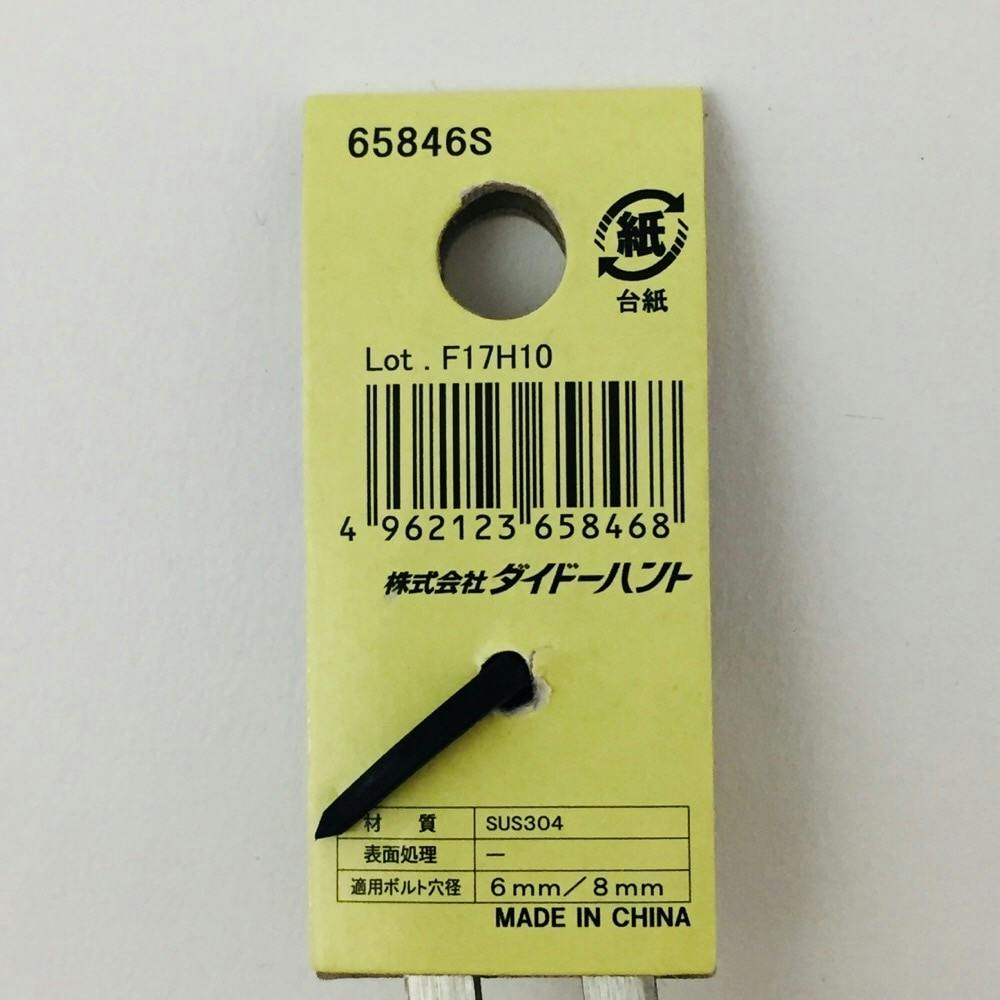 65846S
紙
台紙
Lot . F17H10
4 962123 658468
株式会社 ダイドーハント
材 質 SUS304
表面処理 ー
適用ボルト穴径 6mm/8mm
MADE IN CHINA